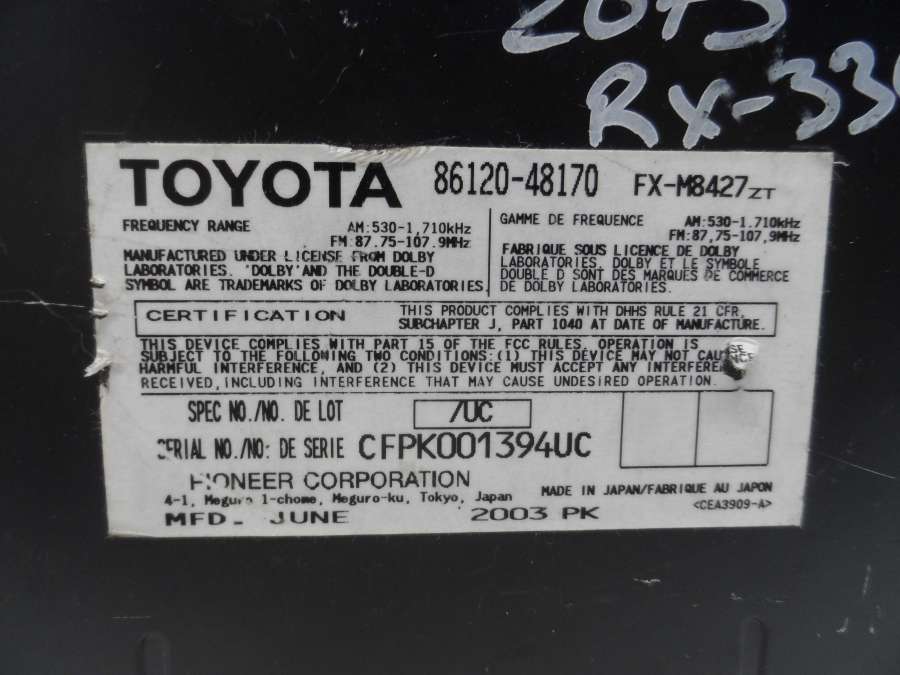 RX-330
TOYOTA 86120-48170 FX-M8427ZT
FREQUENCY RANGE AM:530-1,710kHz
FM:87.75-107.9MHz
MANUFACTURED UNDER LICENSE FROM DOLBY
LABORATORIES. 'DOLBY'AND THE DOUBLE-D
SYMBOL ARE TRADEMARKS OF DOLBY LABORATORIES.
GAMME DE FREQUENCE AM:530-1.710kHz
FM:87,75-107,9MHz
FABRIQUE SOUS LICENCE DE DOLBY
LABORATORIES. DOLBY ET LE SYMBOLE
DOUBLE D SONT DES MARQUES DE COMMERCE
DE DOLBY LABORATORIES.
CERTIFICATION
THIS PRODUCT COMPLIES WITH DHHS RULE 21 CFR,
SUBCHAPTER J, PART 1040 AT DATE OF MANUFACTURE.
THIS DEVICE COMPLIES WITH PART 15 OF THE FCC RULES. OPERATION IS
SUBJECT TO THE FOLLOWING TWO CONDITIONS:(1) THIS DEVICE MAY NOT CAUSE
HARMFUL INTERFERENCE, AND (2) THIS DEVICE MUST ACCEPT ANY INTERFERENCE
RECEIVED, INCLUDING INTERFERENCE THAT MAY CAUSE UNDESIRED OPERATION.
SPEC NO./NO. DE LOT /UC
SERIAL NO./NO: DE SERIE CFPK001394UC
PIONEER CORPORATION
4-1, Meguro 1-chome, Meguro-ku, Tokyo, Japan
MADE IN JAPAN/FABRIQUE AU JAPON
<CEA3909-A>
MFD. JUNE 2003 PK